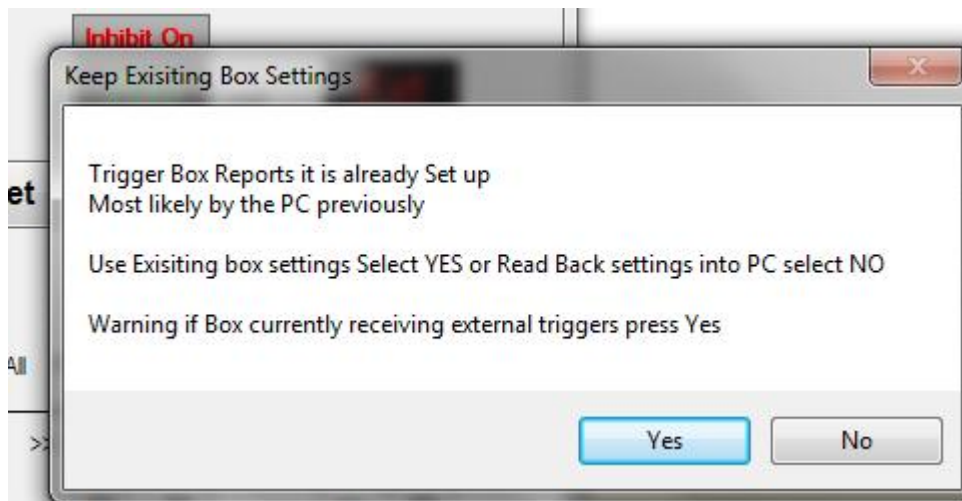 Inhibit On
Keep Exisiting Box Settings
Trigger Box Reports it is already Set up
Most likely by the PC previously
et
Use Exisiting box settings Select YES or Read Back settings into PC select NO
Warning if Box currently receiving external triggers press Yes
All
>>
Yes
No